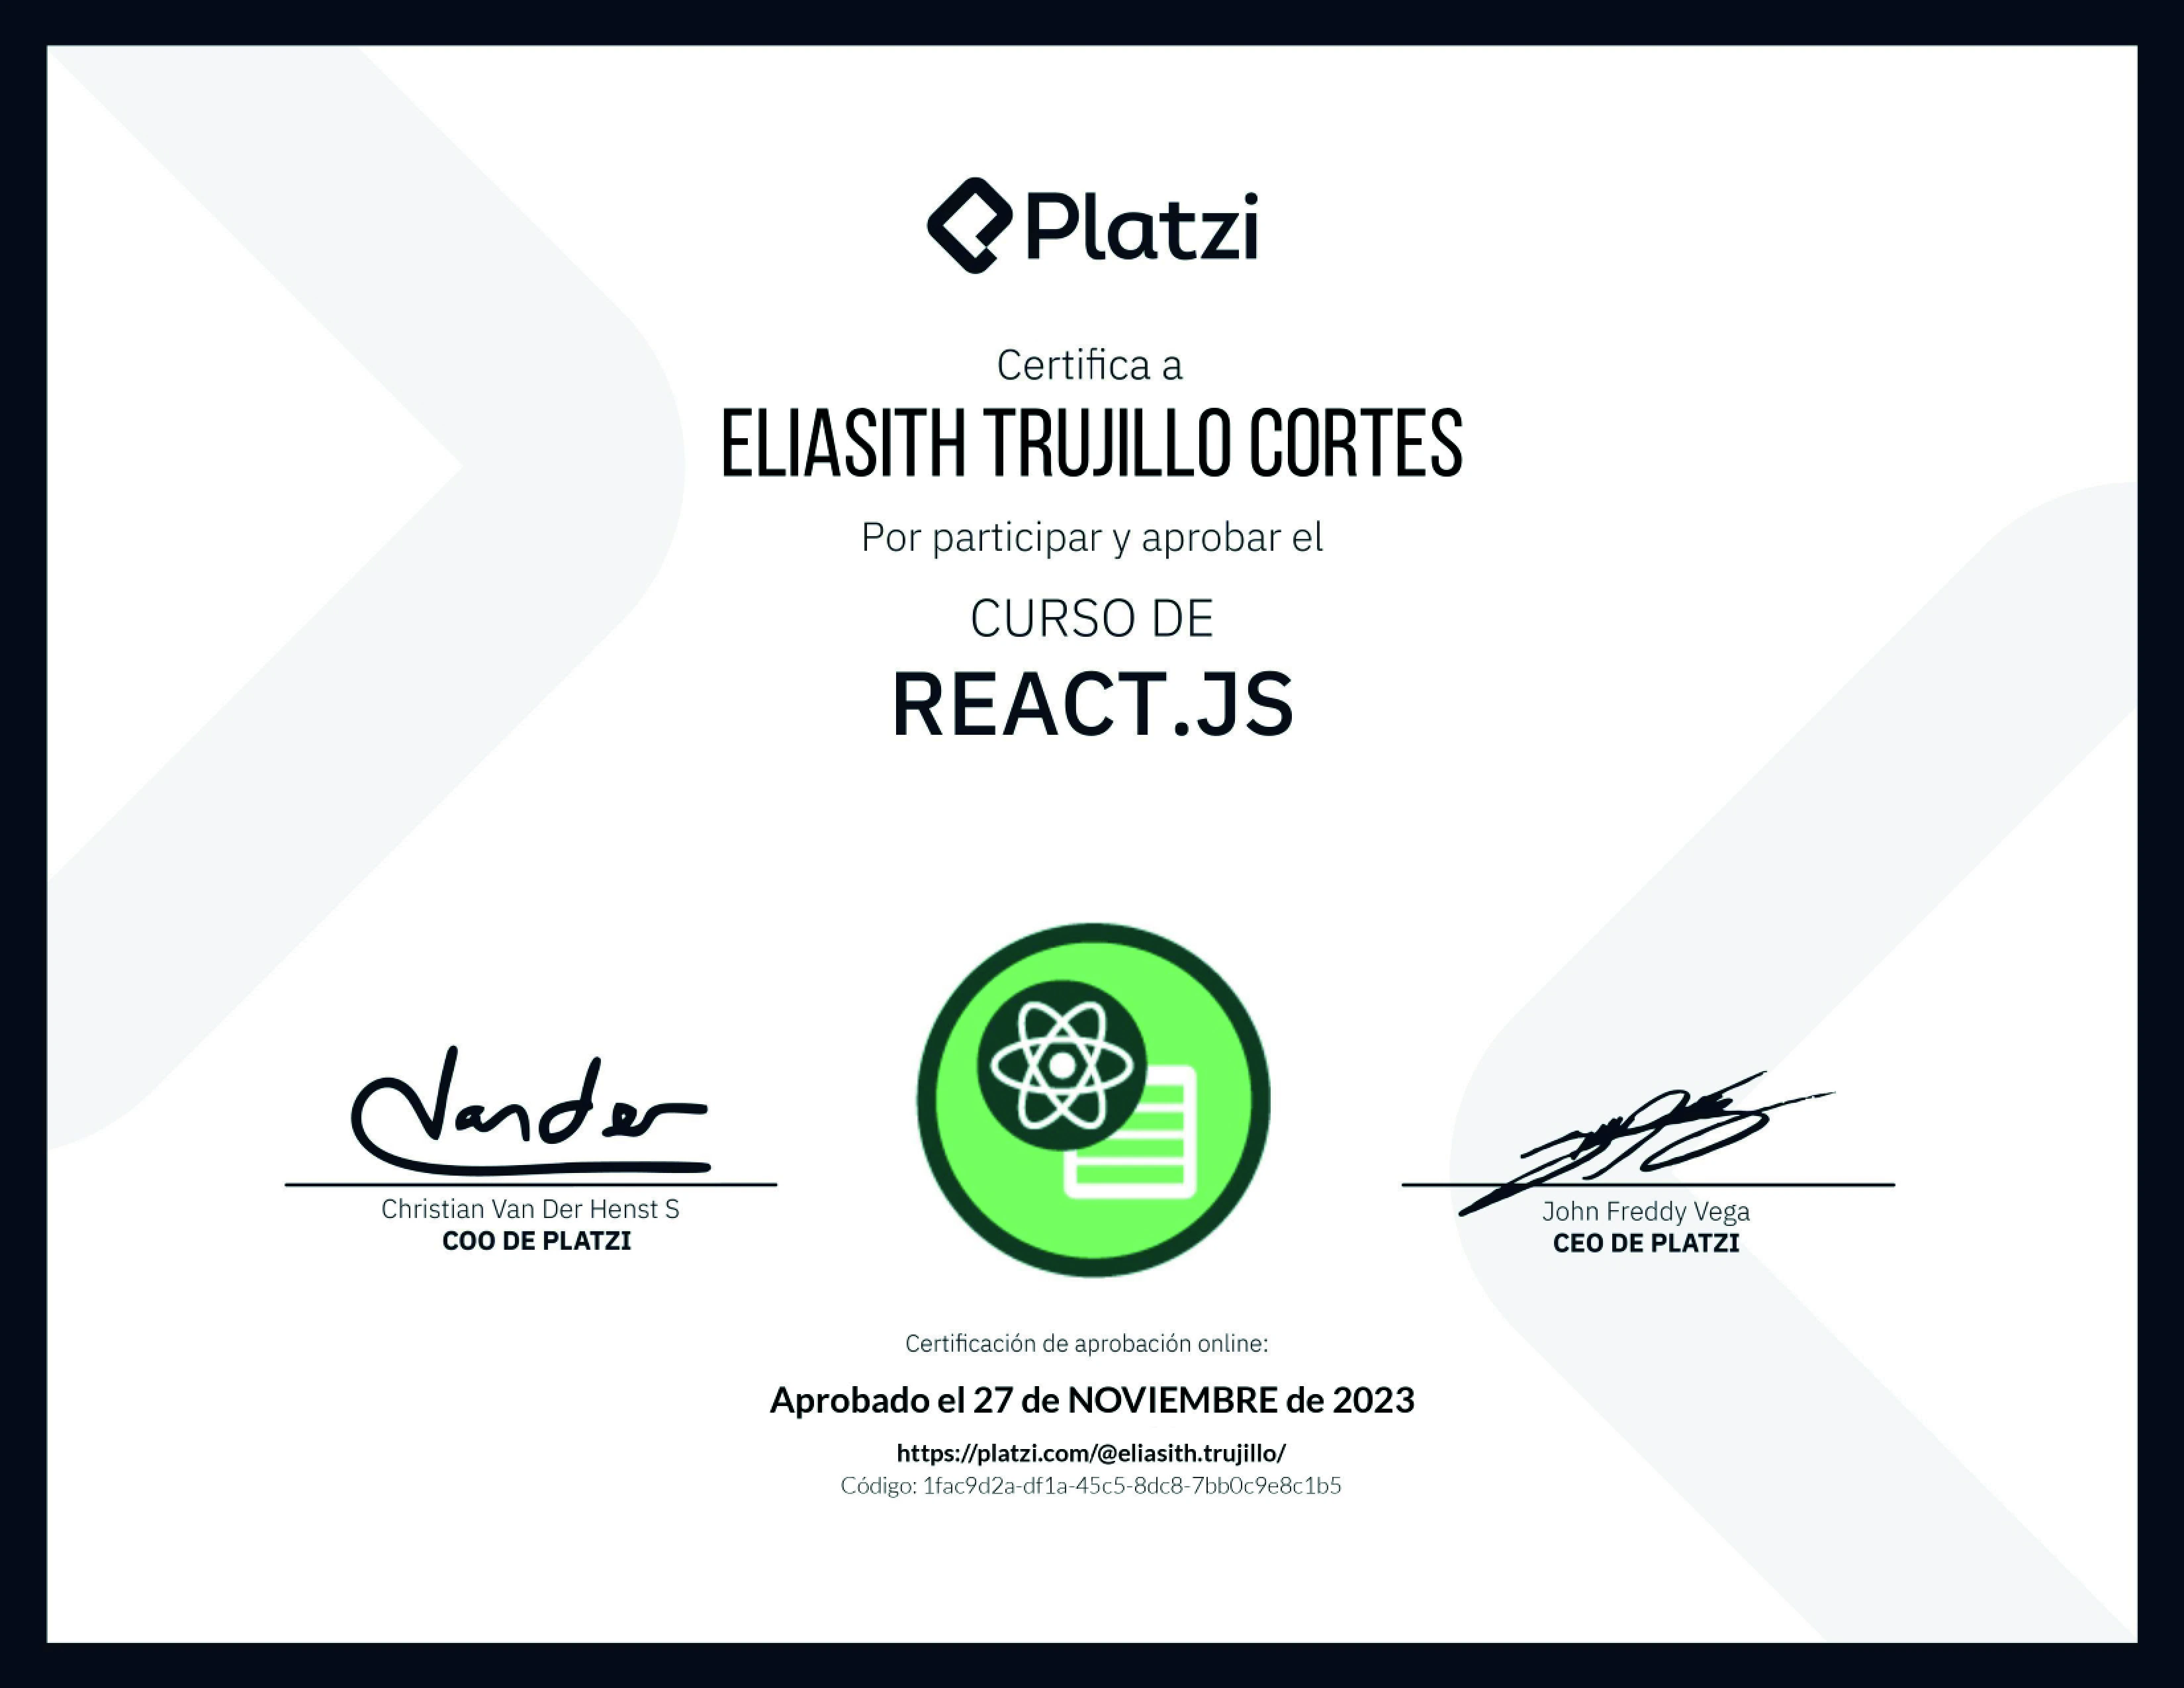 Platzi
Certifica a
ELIASITH TRUJILLO CORTES
Por participar y aprobar el
CURSO DE
REACT.JS
Vander
Christian Van Der Henst S
COO DE PLATZI
John Freddy Vega
CEO DE PLATZI
Certificación de aprobación online:
Aprobado el 27 de NOVIEMBRE de 2023
https://platzi.com/@eliasith.trujillo/
Código: 1fac9d2a-df1a-45c5-8dc8-7bb0c9e8c1b5